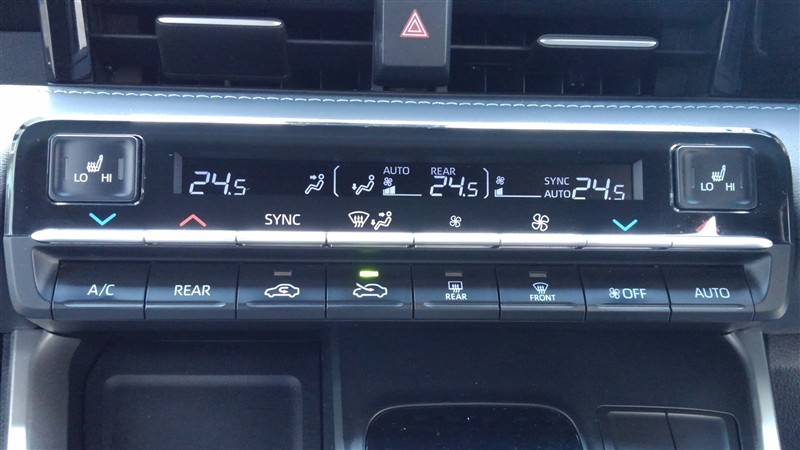 LO HI
24.5 AUTO REAR 24.5 SYNC AUTO 24.5
LO HI
SYNC
A/C REAR REAR FRONT OFF AUTO